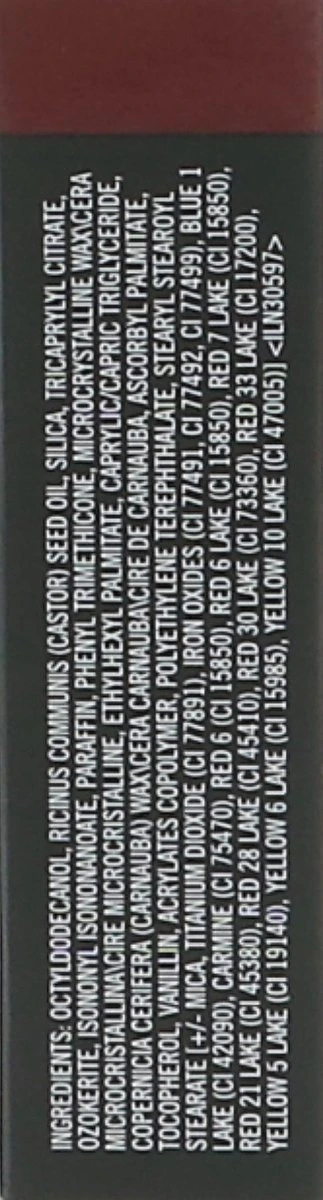 INGREDIENTS: OCTYLDODECANOL, RICINUS COMMUNIS (CASTOR) SEED OIL, SILICA, TRICAPRYLYL CITRATE,
OZOKERITE, ISONONYL ISONONANOATE, PARAFFIN, PHENYL TRIMETHICONE, MICROCRYSTALLINE WAX\CERA
MICROCRISTALLINA\CIRE MICROCRISTALLINE, ETHYLHEXYL PALMITATE, CAPRYLIC/CAPRIC TRIGLYCERIDE,
COPERNICIA CERIFERA (CARNAUBA) WAX\CERA CARNAUBA\CIRE DE CARNAUBA, ASCORBYL PALMITATE,
TOCOPHEROL, VANILLIN, ACRYLATES COPOLYMER, POLYETHYLENE TEREPHTHALATE, STEARYL STEAROYL
STEARATE [+/- MICA, TITANIUM DIOXIDE (CI 77891), IRON OXIDES (CI 77491, CI 77492, CI 77499), BLUE 1
LAKE (CI 42090), CARMINE (CI 75470), RED 6 (CI 15850), RED 6 LAKE (CI 15850), RED 7 LAKE (CI 15850),
RED 21 LAKE (CI 45380), RED 28 LAKE (CI 45410), RED 30 LAKE (CI 73360), RED 33 LAKE (CI 17200),
YELLOW 5 LAKE (CI 19140), YELLOW 6 LAKE (CI 15985), YELLOW 10 LAKE (CI 47005)] <ILN30597>